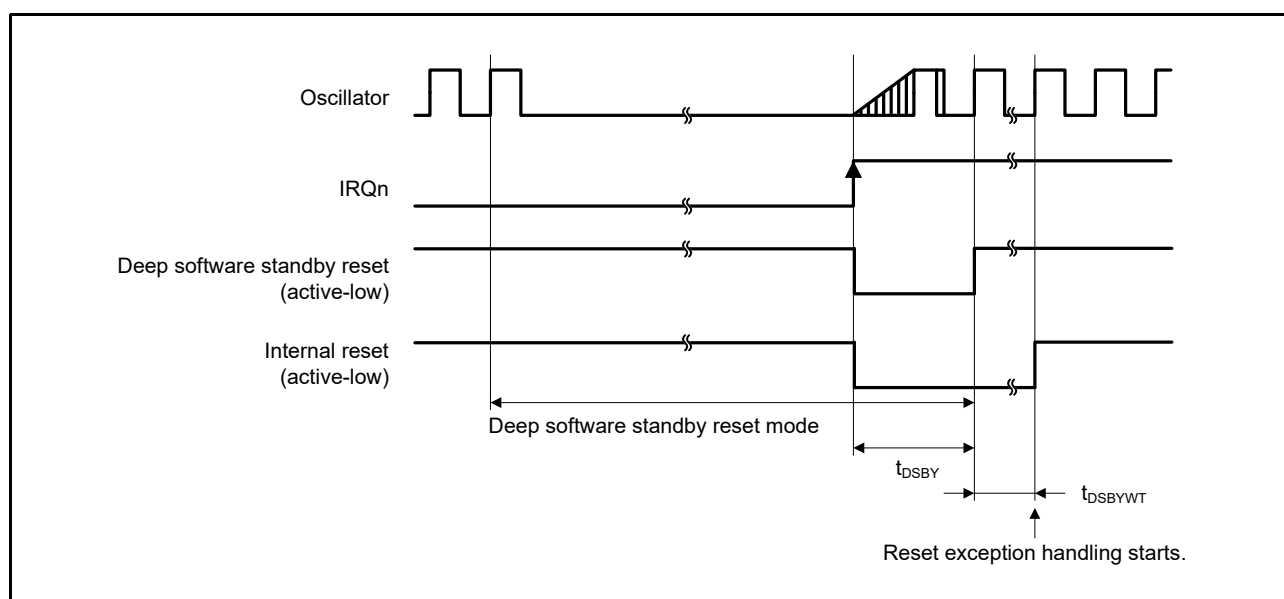 Oscillator
IRQn
Deep software standby reset
(active-low)
Internal reset
(active-low)
Deep software standby reset mode
tDSBY
tDSBYWT
Reset exception handling starts.